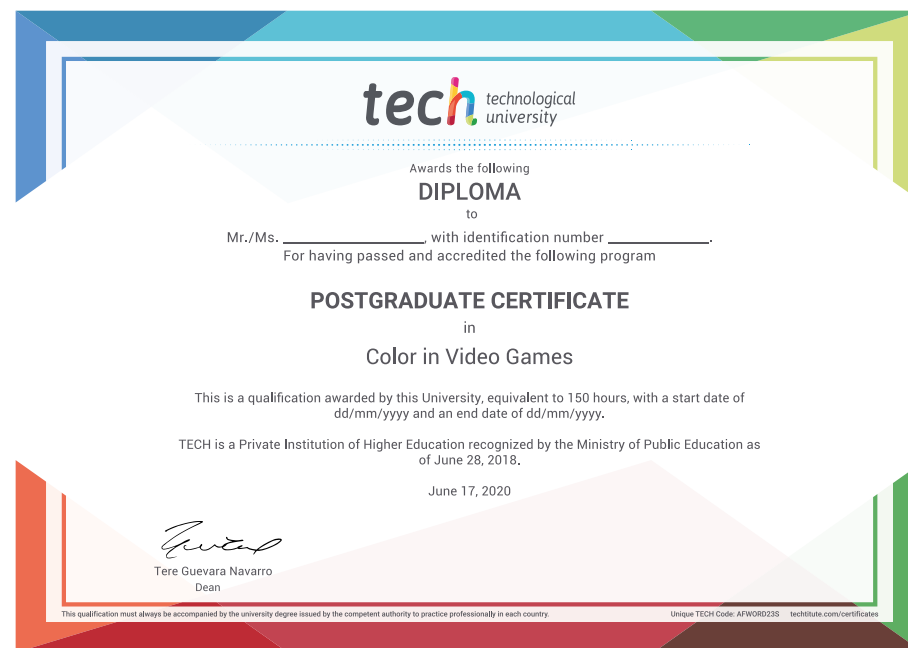 tech technological
university
Awards the following
DIPLOMA
to
Mr./Ms. ____________________, with identification number ______________.
For having passed and accredited the following program
POSTGRADUATE CERTIFICATE
in
Color in Video Games
This is a qualification awarded by this University, equivalent to 150 hours, with a start date of
dd/mm/yyyy and an end date of dd/mm/yyyy.
TECH is a Private Institution of Higher Education recognized by the Ministry of Public Education as
of June 28, 2018.
June 17, 2020
Tere Guevara Navarro
Dean
This qualification must always be accompanied by the university degree issued by the competent authority to practice professionally in each country. Unique TECH Code: AFWORD23S techtitute.com/certificates